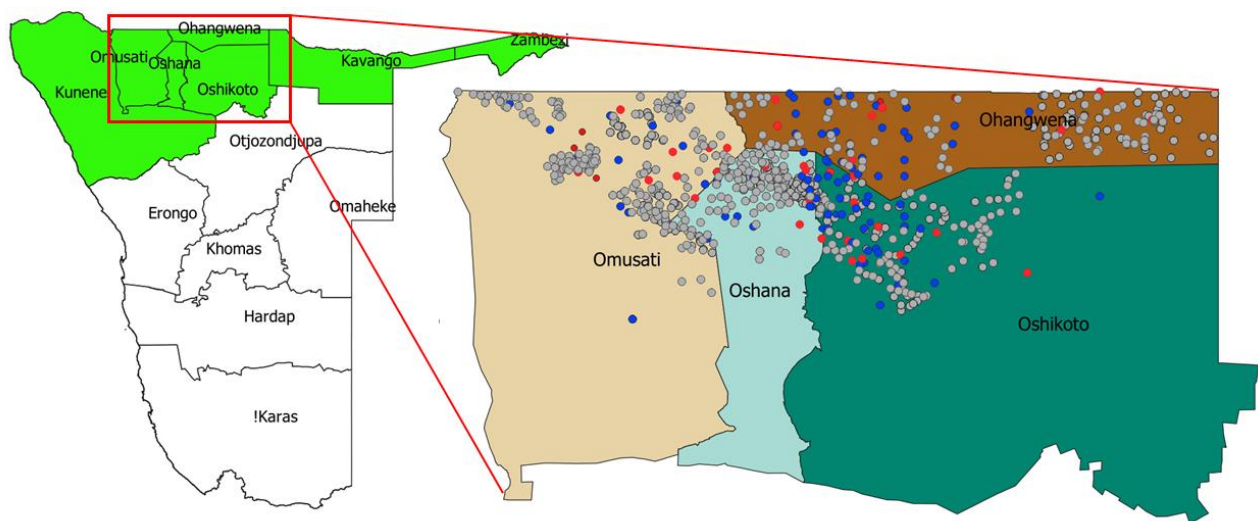 Ohangwena
Omusati
Oshana
Zambezi
Kavango
Kunene
Oshikoto
Otjozondjupa
Erongo
Omaheke
Khomas
Hardap
!Karas
Ohangwena
Omusati
Oshana
Oshikoto